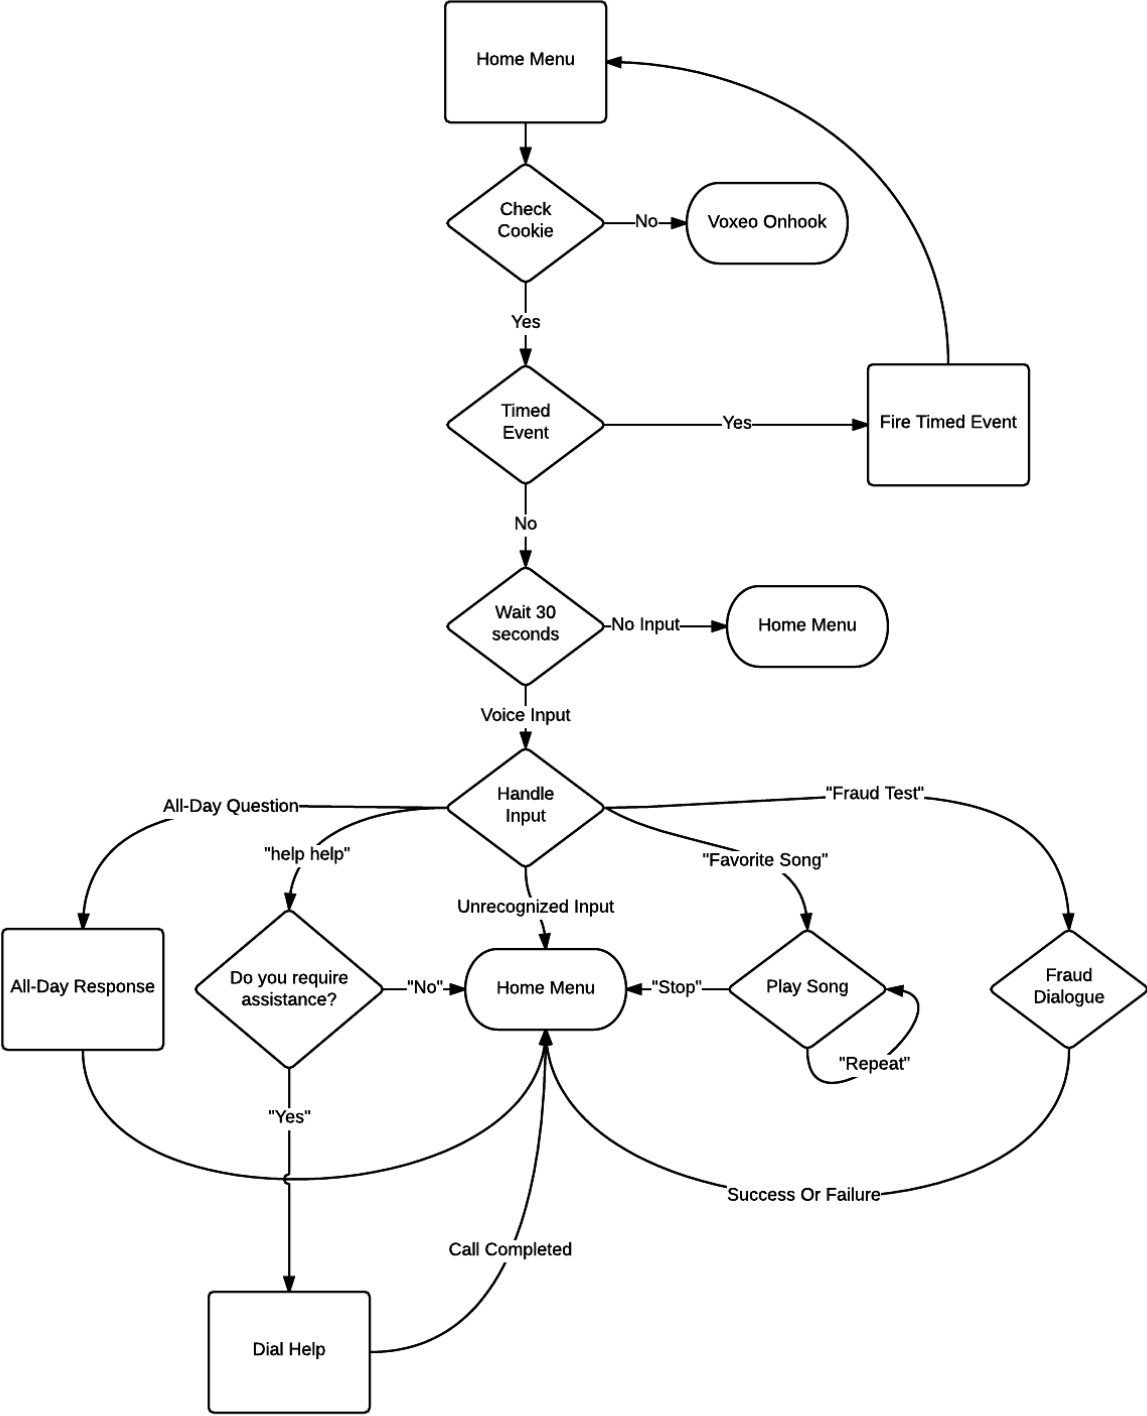 Home Menu
Check
Cookie
No
Voxeo Onhook
Yes
Timed
Event
Yes
Fire Timed Event
No
Wait 30
seconds
No Input
Home Menu
Voice Input
Handle
Input
All-Day Question
"help help"
Unrecognized Input
"Favorite Song"
"Fraud Test"
All-Day Response
Do you require
assistance?
"No"
Home Menu
"Stop"
Play Song
"Repeat"
Fraud
Dialogue
"Yes"
Success Or Failure
Call Completed
Dial Help